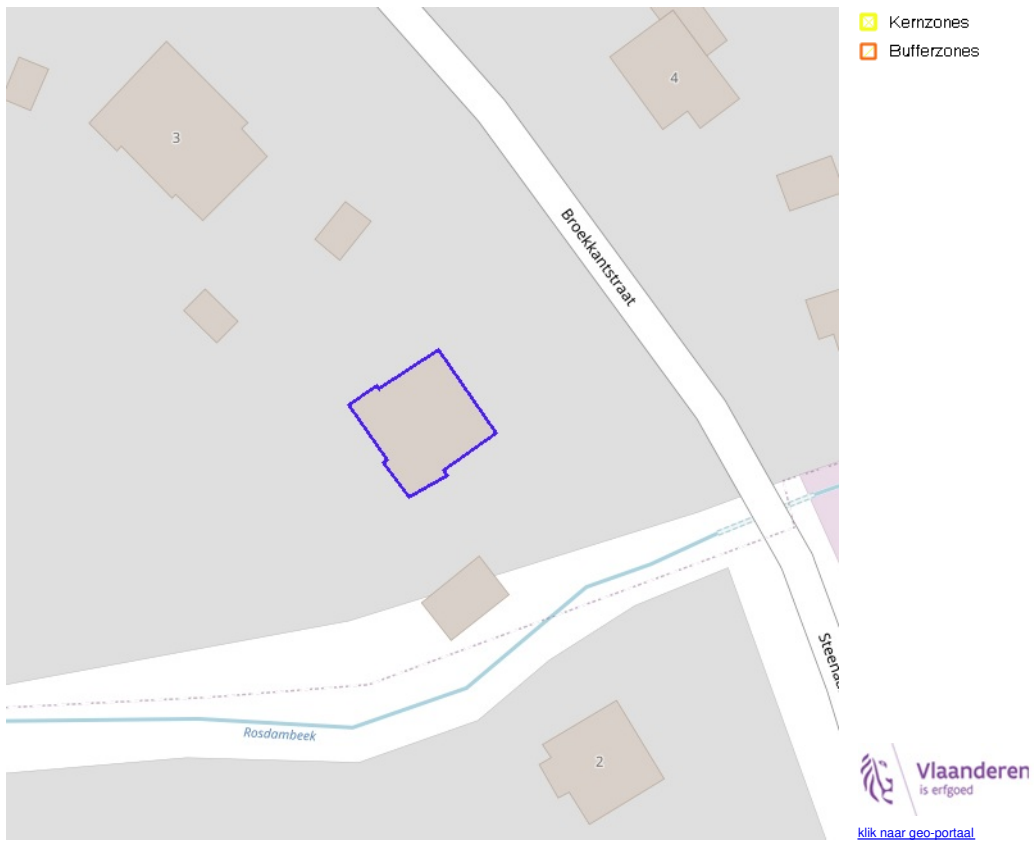 Kernzones
Bufferzones
4
3
Broekkantstraat
Rosdambeek
2
Vlaanderen
is erfgoed
klik naar geo-portaal